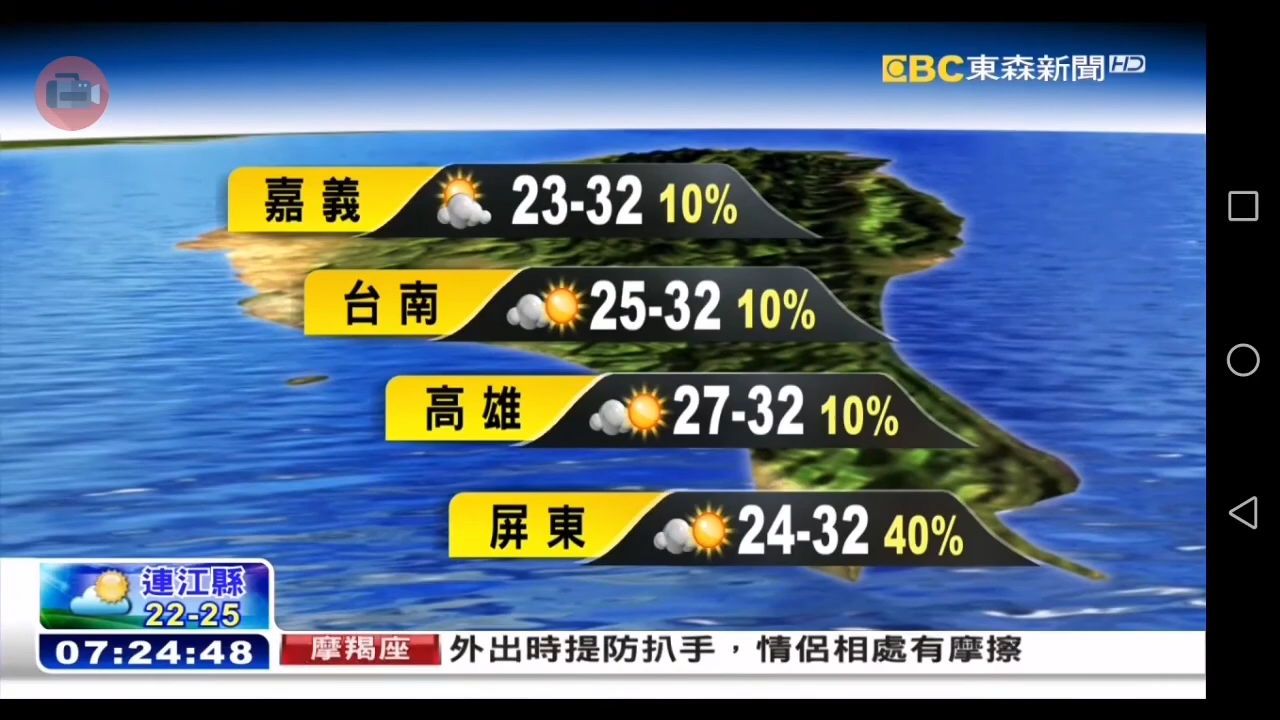 EBC東森新聞HD
嘉義 23-32 10%
台南 25-32 10%
高雄 27-32 10%
屏東 24-32 40%
連江縣
22-25
07:24:48
摩羯座 外出時提防扒手，情侶相處有摩擦